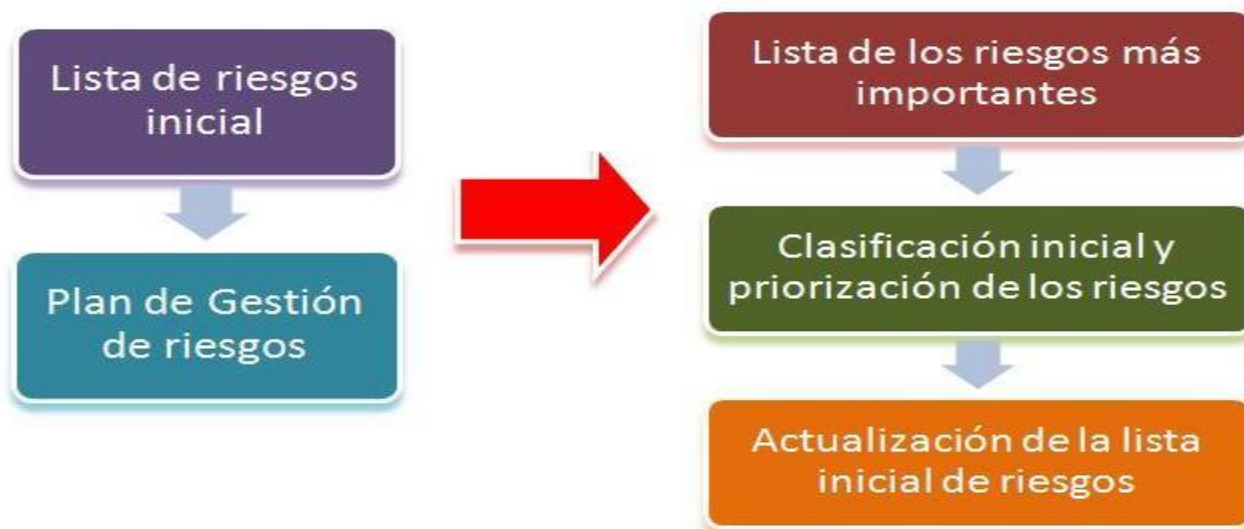 Lista de riesgos
inicial
Plan de Gestión
de riesgos
Lista de los riesgos más
importantes
Clasificación inicial y
priorización de los riesgos
Actualización de la lista
inicial de riesgos